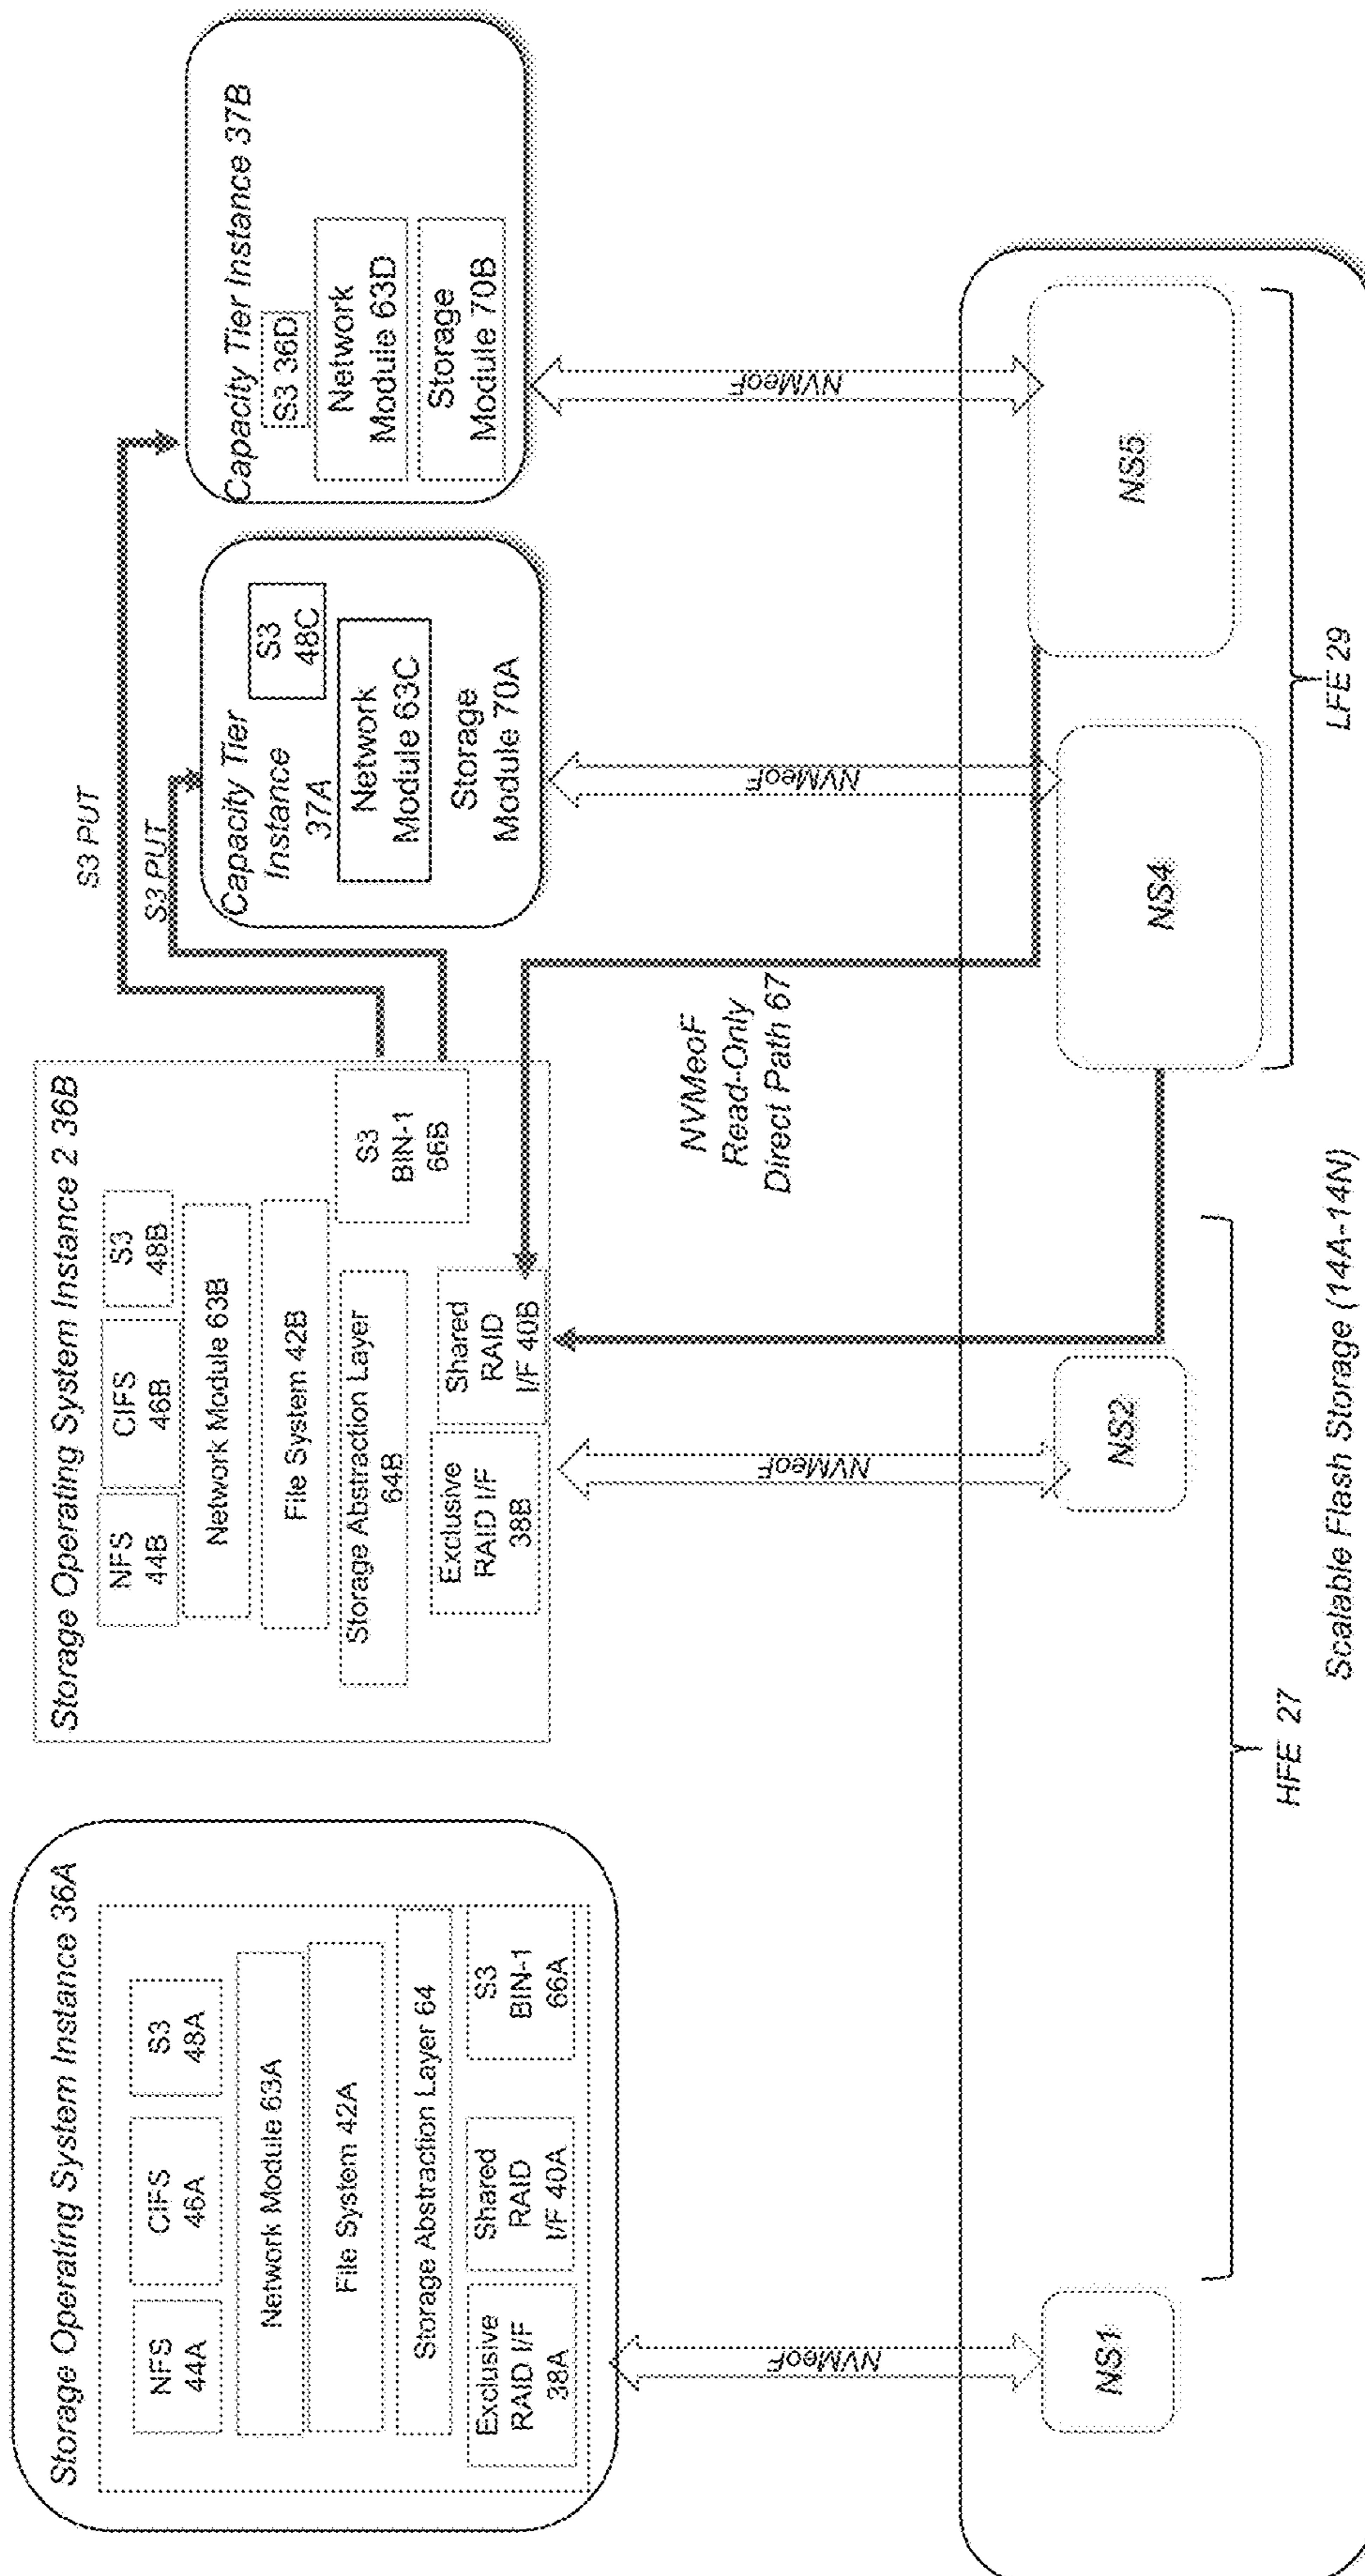 Storage Operating System Instance 36A
NFS
44A
CIFS
46A
S3
48A
Network Module 63A
File System 42A
Storage Abstraction Layer 64
Exclusive
RAID I/F
38A
Shared
RAID
I/F 40A
S3
BIN-1
66A
Storage Operating System Instance 2 36B
NFS
44B
CIFS
46B
S3
48B
Network Module 63B
File System 42B
Storage Abstraction Layer
64B
Exclusive
RAID I/F
38B
Shared
RAID
I/F 40B
S3
BIN-1
66B
S3 PUT
S3 PUT
Capacity Tier
Instance
37A
S3
48C
Network
Module 63C
Storage
Module 70A
Capacity Tier Instance 37B
S3 36D
Network
Module 63D
Storage
Module 70B
NVMeoF
NVMeoF
NVMeoF
Read-Only
Direct Path 67
NVMeoF
NVMeoF
NS1
NS2
NS4
NS5
HFE 27
LFE 29
Scalable Flash Storage (14A-14N)